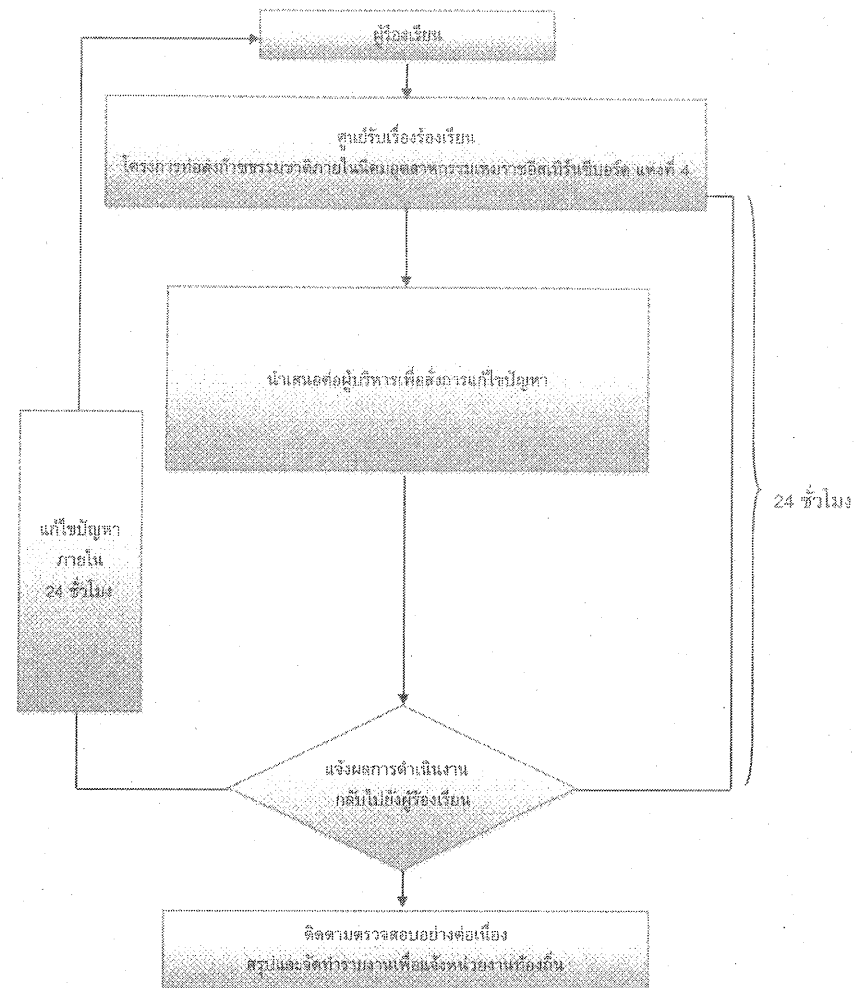 ผู้ร้องเรียน
ศูนย์รับเรื่องร้องเรียน
โครงการท่อส่งก๊าซธรรมชาติภายในนิคมอุตสาหกรรมเหมราชอีสเทิร์นซีบอร์ด แห่งที่ 4
นำเสนอต่อผู้บริหารเพื่อสั่งการแก้ไขปัญหา
24 ชั่วโมง
แก้ไขปัญหา
ภายใน
24 ชั่วโมง
แจ้งผลการดำเนินงาน
กลับไปยังผู้ร้องเรียน
ติดตามตรวจสอบอย่างต่อเนื่อง
สรุปและจัดทำรายงานเพื่อแจ้งหน่วยงานท้องถิ่น